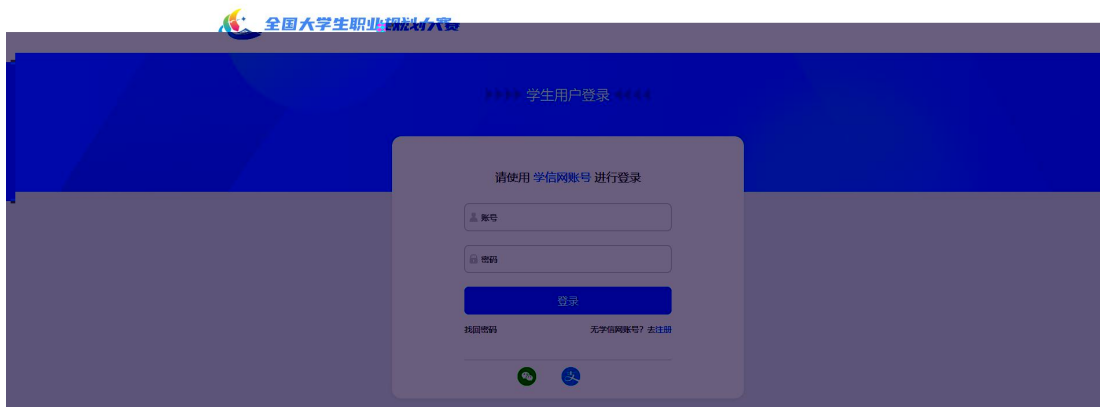 全国大学生职业规划大赛
学生用户登录
请使用 学信网账号 进行登录
账号
密码
登录
找回密码 无学信网账号？去注册